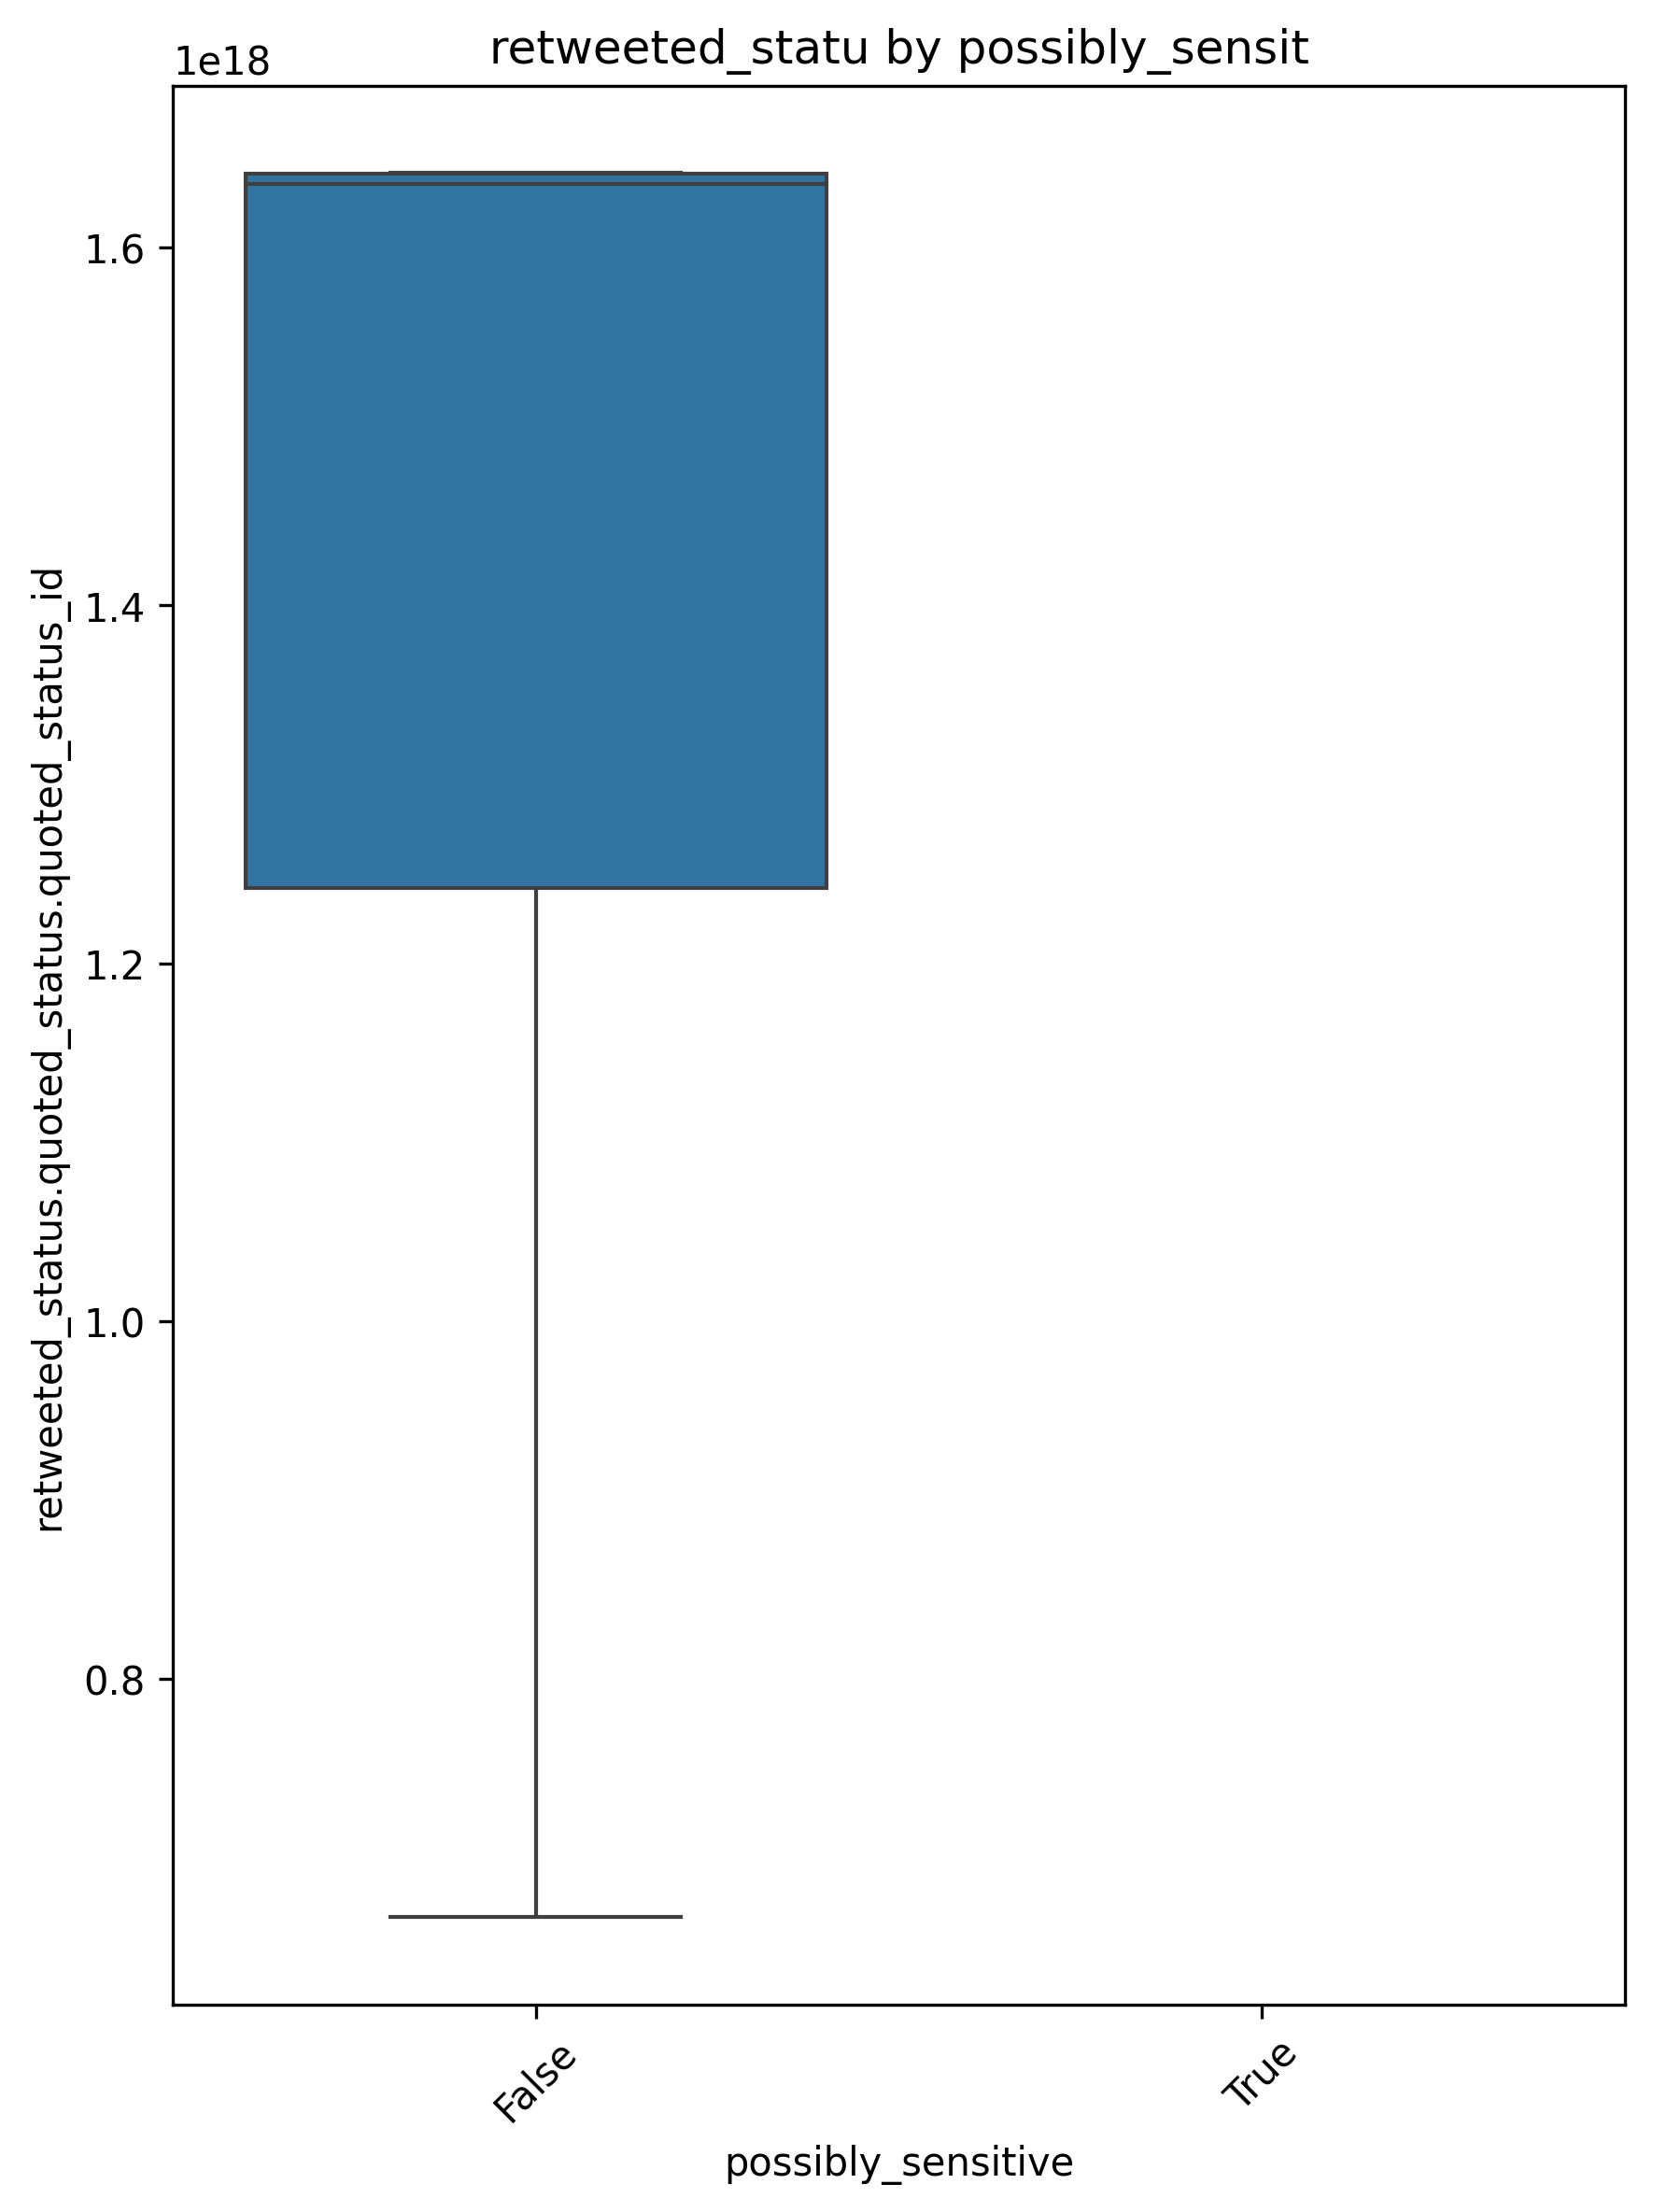 retweeted_statu by possibly_sensit
1e18
1.6
1.4
1.2
1.0
0.8
retweeted_status.quoted_status.quoted_status_id
False
True
possibly_sensitive